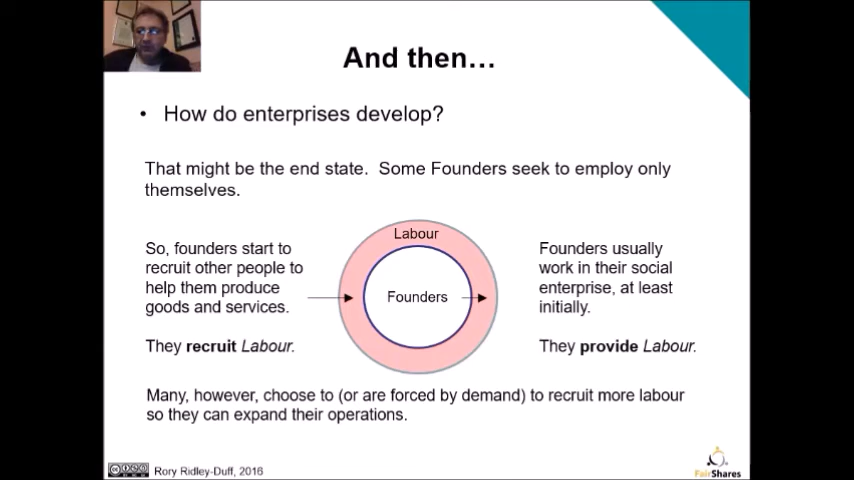 And then...
• How do enterprises develop?
That might be the end state. Some Founders seek to employ only
themselves.
Labour
So, founders start to
recruit other people to
help them produce
goods and services.
They recruit Labour.
Founders
Founders usually
work in their social
enterprise, at least
initially.
They provide Labour.
Many, however, choose to (or are forced by demand) to recruit more labour
so they can expand their operations.
Rory Ridley-Duff, 2016
FairShares